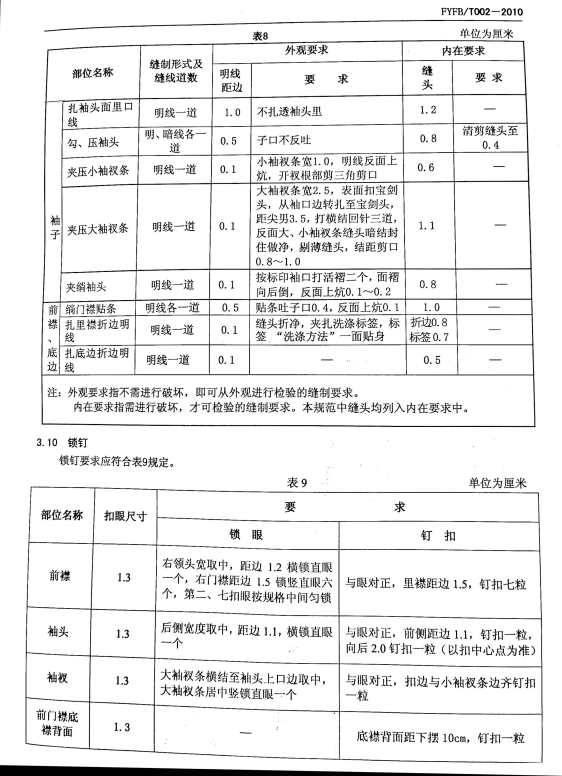 FYFB/T002—2010
表8 单位为厘米
部位名称 缝制形式及缝线道数 外观要求 内在要求
明线距边 要 求 缝头 要 求
袖子
扎袖头面里口线 明线一道 1.0 不扎透袖头里 1.2 —
勾、压袖头 明、暗线各一道 0.5 子口不反吐 0.8 清剪缝头至0.4
夹压小袖衩条 明线一道 0.1 小袖衩条宽1.0，明线反面上
炕，开衩根部剪三角剪口 0.6 —
夹压大袖衩条 明线一道 0.1 大袖衩条宽2.5，表面扣宝剑
头，从袖口边转扎至宝剑头，
距尖男3.5，打横结回针三道，
反面大、小袖衩条缝头暗结封
住做净，剔薄缝头，结距剪口
0.8～1.0 1.1 —
夹绱袖头 明线一道 0.1 按标印袖口打活褶二个，面褶
向后倒，反面上炕0.1～0.2 0.8 —
前襟、底边
绱门襟贴条 明线各一道 0.5 贴条吐子口0.4，反面上炕0.1 1.0 —
扎里襟折边明线 明线一道 0.1 缝头折净，夹扎洗涤标签，标
签 “洗涤方法”一面贴身 折边0.8
标签0.7 —
扎底边折边明线 明线一道 0.1 — 0.5 —
注：外观要求指不需进行破坏，即可从外观进行检验的缝制要求。
内在要求指需进行破坏，才可检验的缝制要求。本规范中缝头均列入内在要求中。
3.10 锁钉
锁钉要求应符合表9规定。
表9 单位为厘米
部位名称 扣眼尺寸 要 求
锁 眼 钉 扣
前襟 1.3 右领头宽取中，距边 1.2 横锁直眼
一个，右门襟距边 1.5 锁竖直眼六
个，第二、七扣眼按规格中间匀锁 与眼对正，里襟距边 1.5，钉扣七粒
袖头 1.3 后侧宽度取中，距边 1.1，横锁直眼
一个 与眼对正，前侧距边 1.1，钉扣一粒，
向后 2.0 钉扣一粒（以扣中心点为准）
袖衩 1.3 大袖衩条横结至袖头上口边取中，
大袖衩条居中竖锁直眼一个 与眼对正，扣边与小袖衩条边齐钉扣
一粒
前门襟底
襟背面 1.3 — 底襟背面距下摆 10cm，钉扣一粒